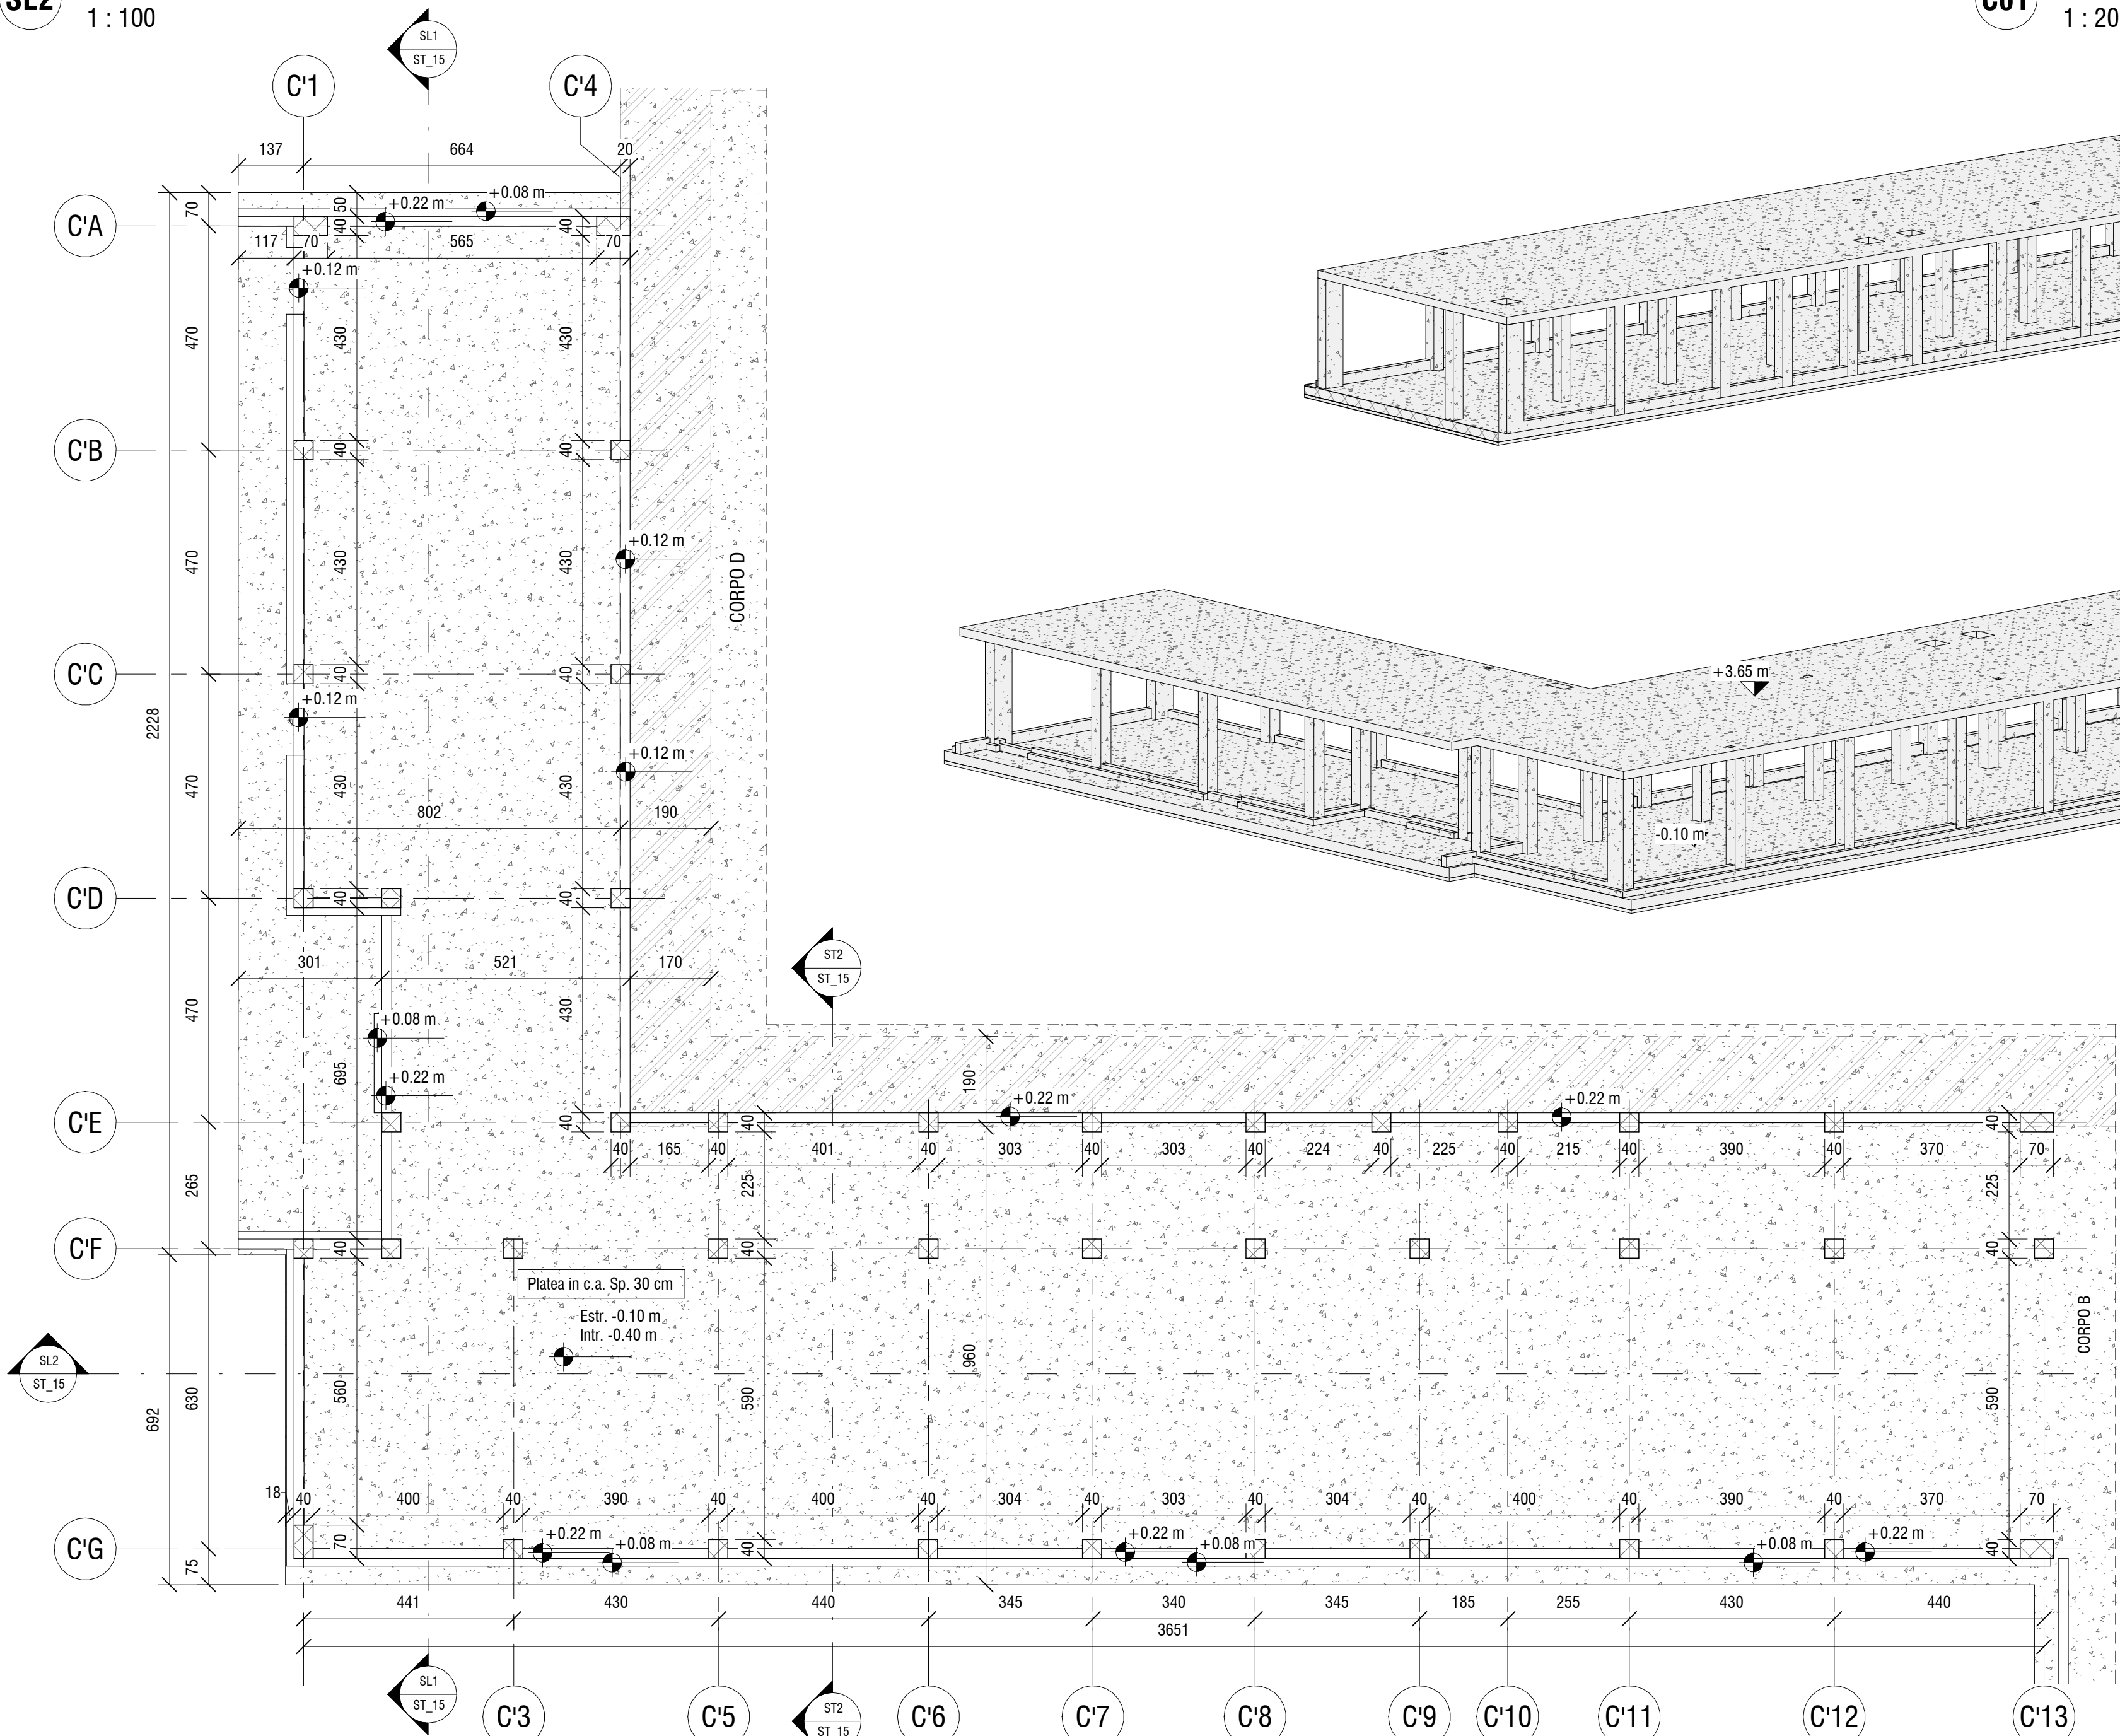 SL2
1 : 100
C01
1 : 20
SL1
ST_15
C'1
C'4
137
664
20
C'A
70
50
+0.22 m
+0.08 m
40
40
117
70
565
70
+0.12 m
470
430
430
C'B
40
40
470
430
430
+0.12 m
CORPO D
C'C
40
40
+0.12 m
2228
+0.12 m
470
430
430
802
190
C'D
40
40
301
521
170
ST2
ST_15
470
430
+0.08 m
695
+0.22 m
190
+0.22 m
+0.22 m
C'E
40
40
40
40
165
40
401
40
303
40
303
40
224
40
225
40
215
40
390
40
370
70
265
225
225
C'F
40
40
40
Platea in c.a. Sp. 30 cm
Estr. -0.10 m
Intr. -0.40 m
CORPO B
SL2
ST_15
692
630
560
590
960
590
18
40
400
40
390
40
400
40
304
40
303
40
304
40
400
40
390
40
370
70
C'G
70
+0.22 m
+0.08 m
40
+0.22 m
+0.08 m
+0.08 m
+0.22 m
40
75
441
430
440
345
340
345
185
255
430
440
3651
SL1
ST_15
C'3
C'5
ST2
ST_15
C'6
C'7
C'8
C'9
C'10
C'11
C'12
C'13
+3.65 m
-0.10 m